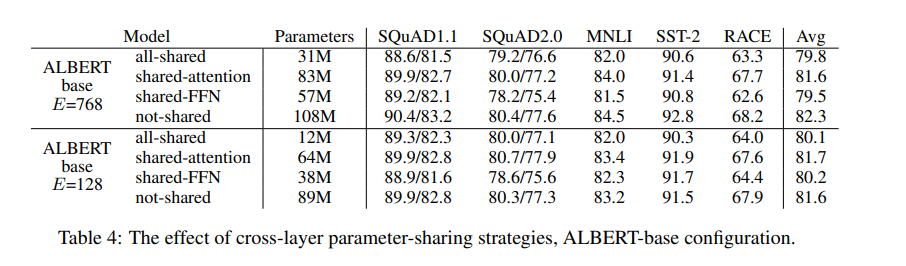 Model Parameters SQuAD1.1 SQuAD2.0 MNLI SST-2 RACE Avg
ALBERT base E=768
all-shared 31M 88.6/81.5 79.2/76.6 82.0 90.6 63.3 79.8
shared-attention 83M 89.9/82.7 80.0/77.2 84.0 91.4 67.7 81.6
shared-FFN 57M 89.2/82.1 78.2/75.4 81.5 90.8 62.6 79.5
not-shared 108M 90.4/83.2 80.4/77.6 84.5 92.8 68.2 82.3
ALBERT base E=128
all-shared 12M 89.3/82.3 80.0/77.1 82.0 90.3 64.0 80.1
shared-attention 64M 89.9/82.8 80.7/77.9 83.4 91.9 67.6 81.7
shared-FFN 38M 88.9/81.6 78.6/75.6 82.3 91.7 64.4 80.2
not-shared 89M 89.9/82.8 80.3/77.3 83.2 91.5 67.9 81.6
Table 4: The effect of cross-layer parameter-sharing strategies, ALBERT-base configuration.